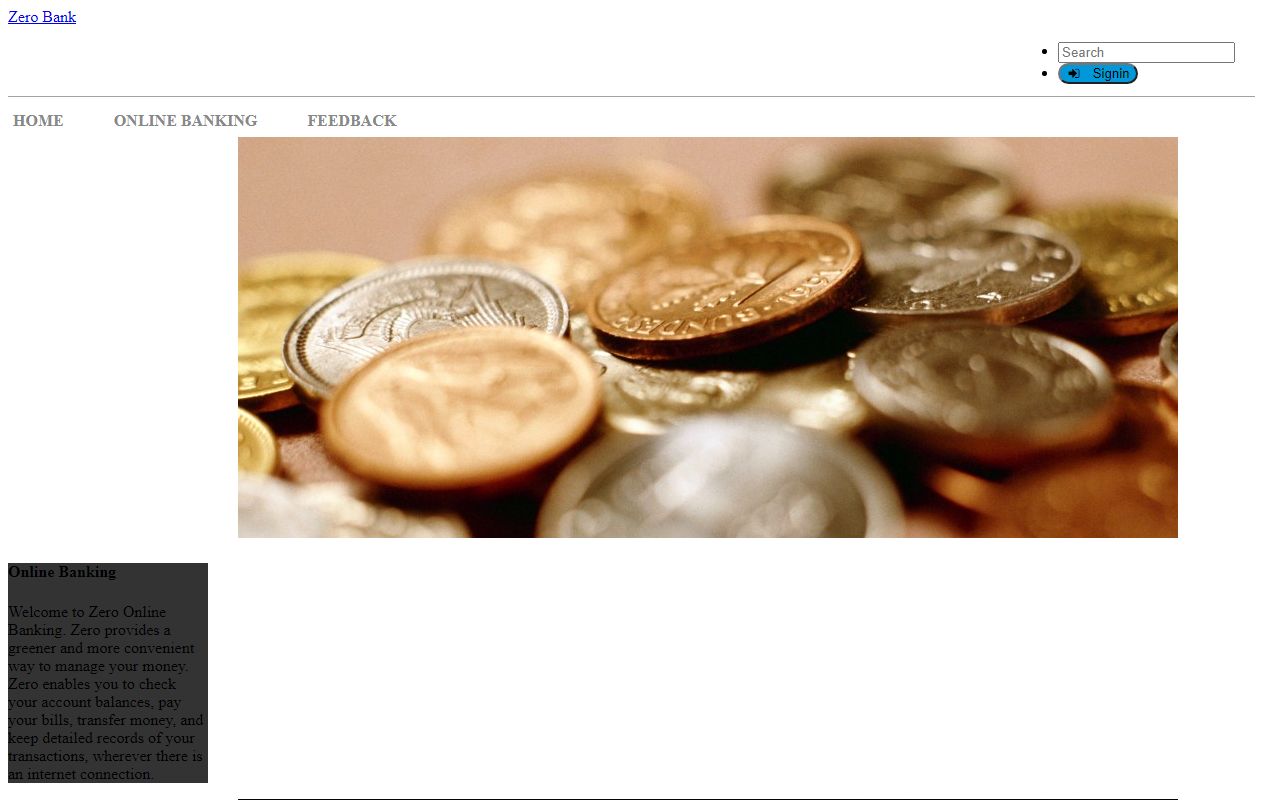 Zero Bank
Search
Signin
HOME ONLINE BANKING FEEDBACK
1991 · BUNDES
Online Banking
Welcome to Zero Online
Banking. Zero provides a
greener and more convenient
way to manage your money.
Zero enables you to check
your account balances, pay
your bills, transfer money, and
keep detailed records of your
transactions, wherever there is
an internet connection.